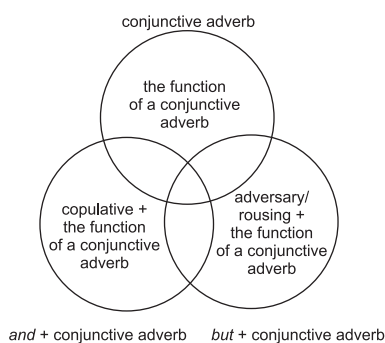 conjunctive adverb
the function
of a conjunctive
adverb
copulative +
the function
of a conjunctive
adverb
adversary/
rousing +
the function
of a conjunctive
adverb
and + conjunctive adverb
but + conjunctive adverb